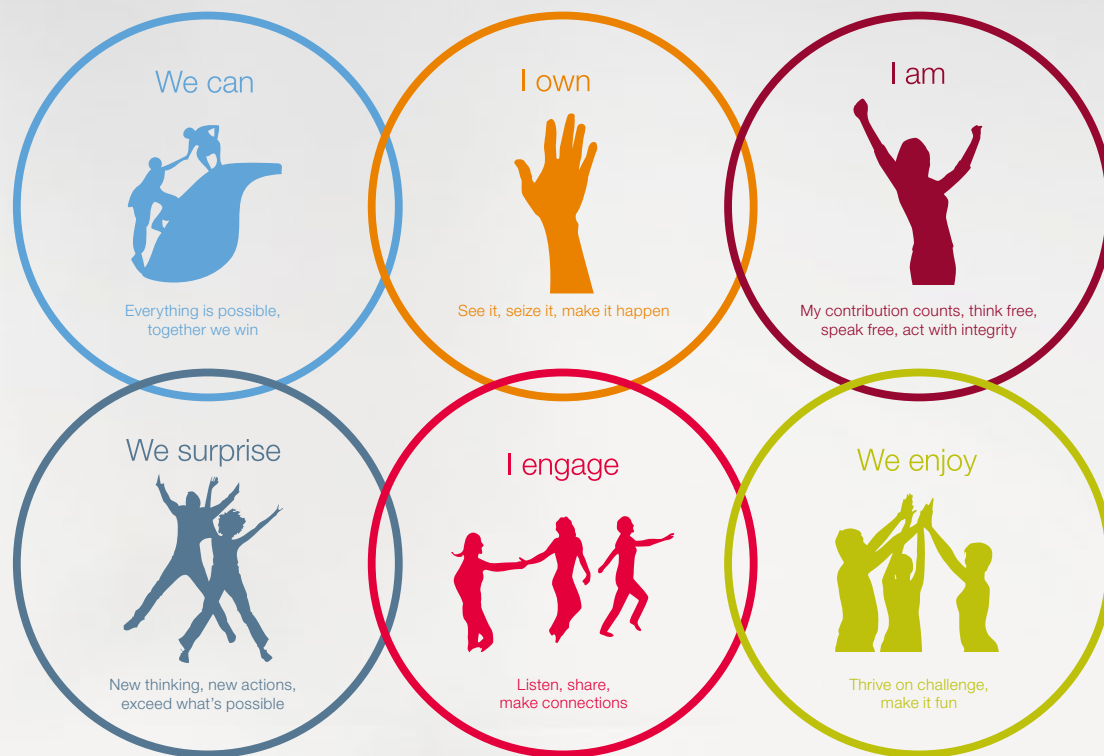 We can
Everything is possible,
together we win
I own
See it, seize it, make it happen
I am
My contribution counts, think free,
speak free, act with integrity
We surprise
New thinking, new actions,
exceed what's possible
I engage
Listen, share,
make connections
We enjoy
Thrive on challenge,
make it fun